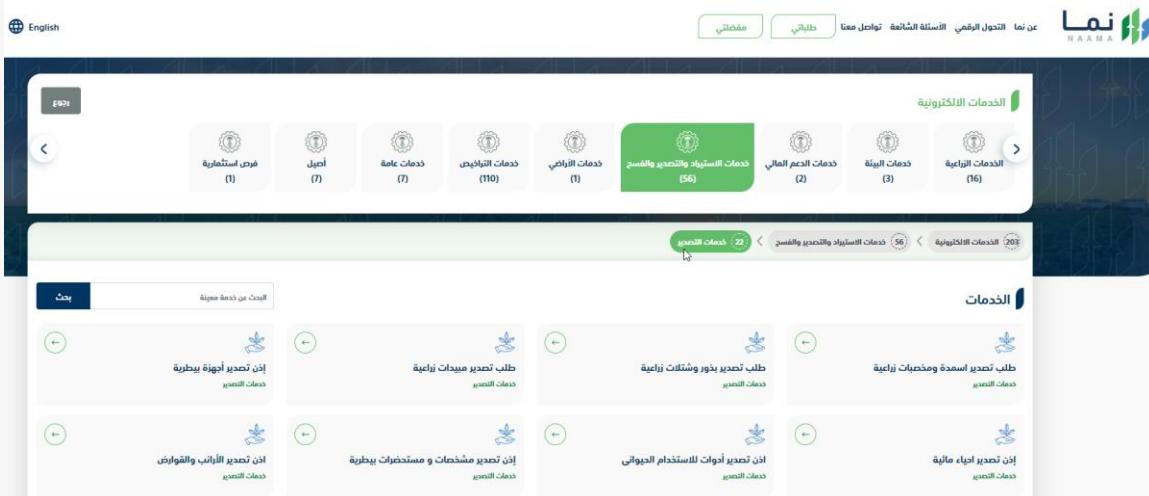 نما
NAAMA
عن نما
التحول الرقمي
الأسئلة الشائعة
تواصل معنا
طلباتي
مفضلتي
English
الخدمات الالكترونية
رجوع
الخدمات الزراعية
(16)
خدمات البيئة
(3)
خدمات الدعم المالي
(2)
خدمات الاستيراد والتصدير والفسح
(56)
خدمات الأراضي
(1)
خدمات التراخيص
(110)
خدمات عامة
(7)
أصيل
(7)
فرص استثمارية
(1)
203 الخدمات الالكترونية
56 خدمات الاستيراد والتصدير والفسح
22 خدمات التصدير
الخدمات
البحث عن خدمة معينة
بحث
طلب تصدير اسمدة ومخصبات زراعية
خدمات التصدير
طلب تصدير بذور وشتلات زراعية
خدمات التصدير
طلب تصدير مبيدات زراعية
خدمات التصدير
إذن تصدير أجهزة بيطرية
خدمات التصدير
إذن تصدير احياء مائية
خدمات التصدير
اذن تصدير أدوات للاستخدام الحيواني
خدمات التصدير
إذن تصدير مشخصات و مستحضرات بيطرية
خدمات التصدير
اذن تصدير الأرانب والقوارض
خدمات التصدير